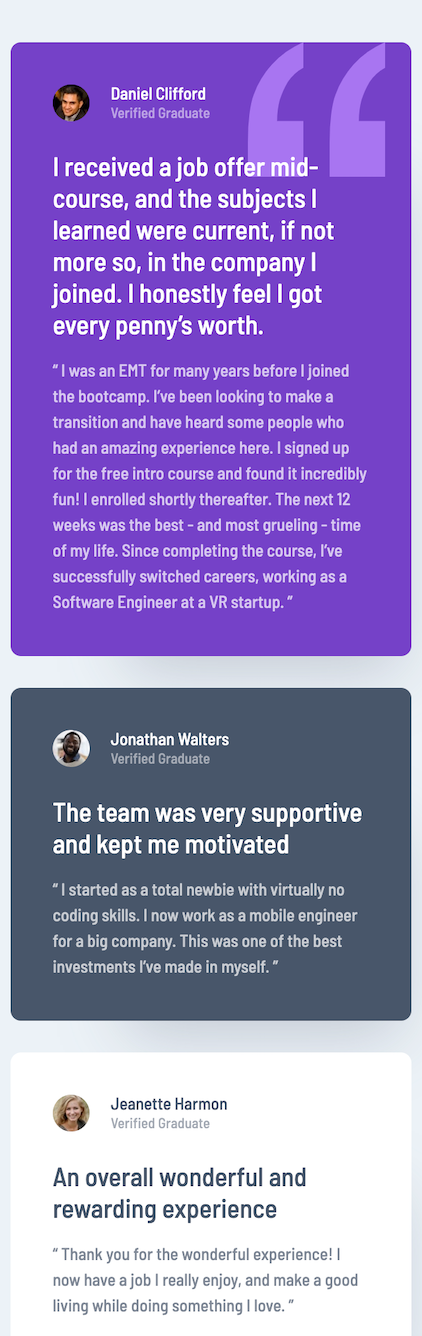 Daniel Clifford
Verified Graduate
I received a job offer mid-
course, and the subjects I
learned were current, if not
more so, in the company I
joined. I honestly feel I got
every penny’s worth.
“ I was an EMT for many years before I joined
the bootcamp. I’ve been looking to make a
transition and have heard some people who
had an amazing experience here. I signed up
for the free intro course and found it incredibly
fun! I enrolled shortly thereafter. The next 12
weeks was the best - and most grueling - time
of my life. Since completing the course, I’ve
successfully switched careers, working as a
Software Engineer at a VR startup. ”
Jonathan Walters
Verified Graduate
The team was very supportive
and kept me motivated
“ I started as a total newbie with virtually no
coding skills. I now work as a mobile engineer
for a big company. This was one of the best
investments I’ve made in myself. ”
Jeanette Harmon
Verified Graduate
An overall wonderful and
rewarding experience
“ Thank you for the wonderful experience! I
now have a job I really enjoy, and make a good
living while doing something I love. ”